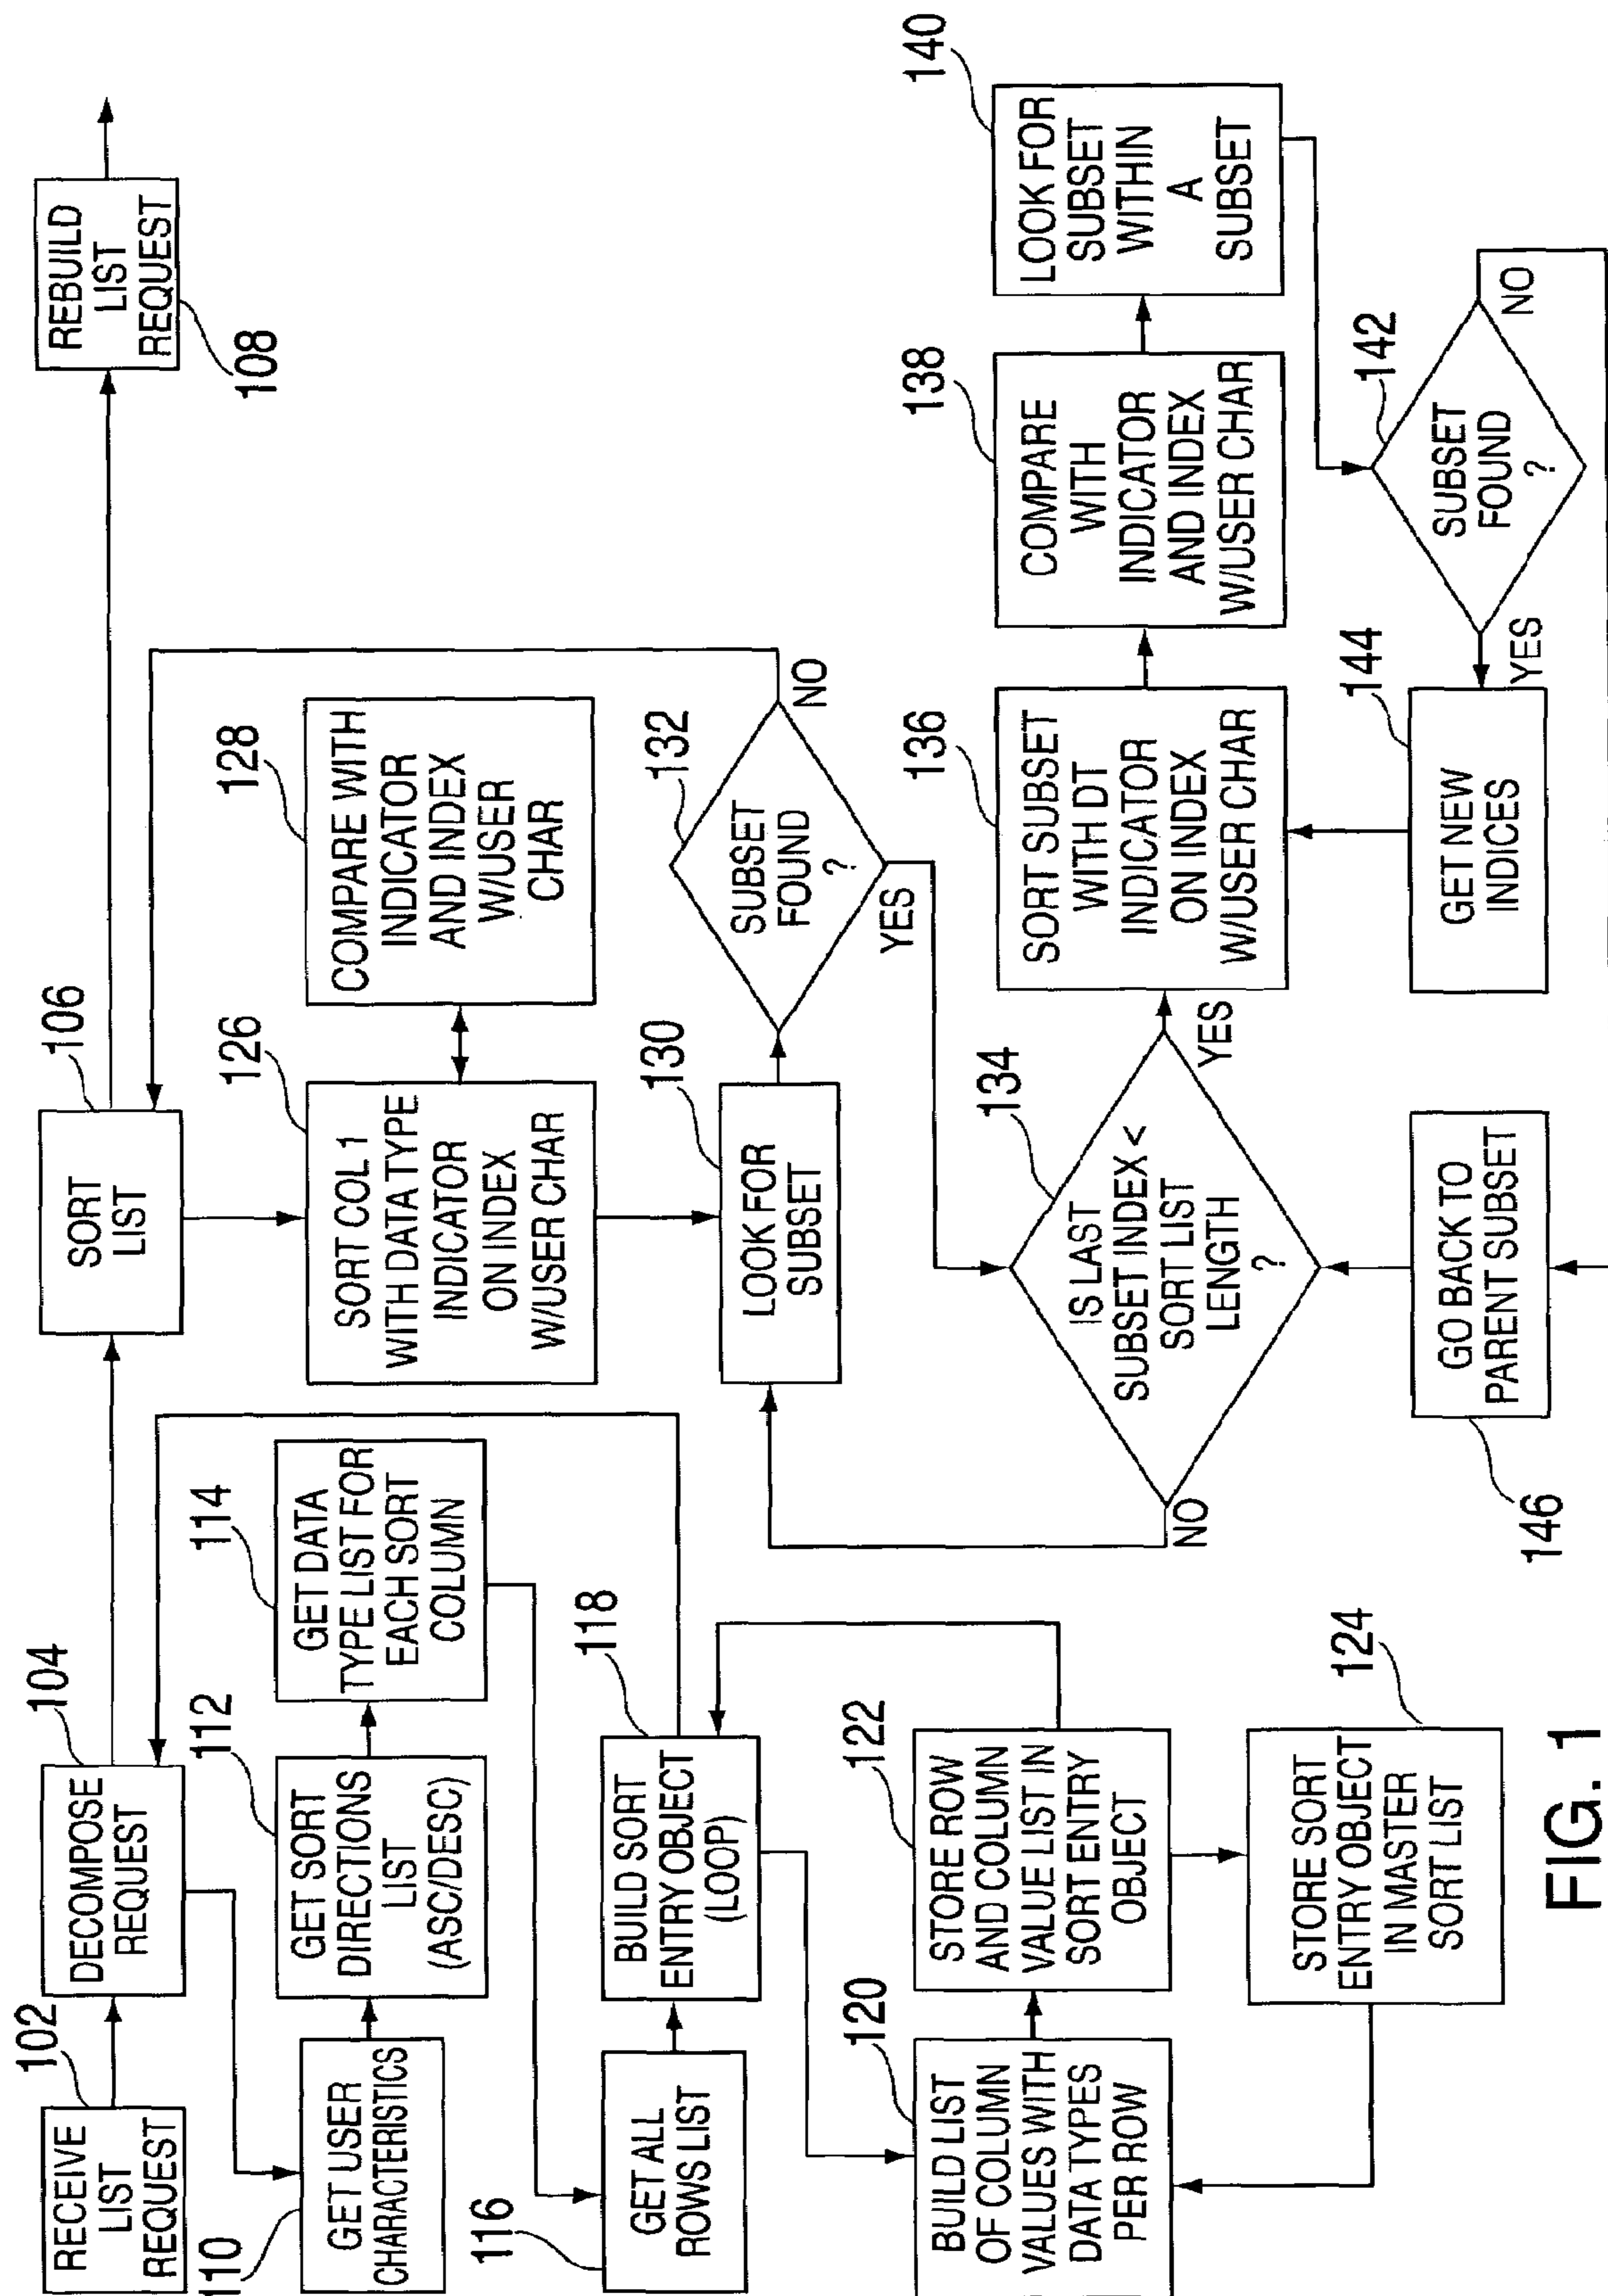 102
RECEIVE
LIST
REQUEST
104
DECOMPOSE
REQUEST
106
SORT
LIST
REBUILD
LIST
REQUEST
108
110
GET USER
CHARACTERISTICS
112
GET SORT
DIRECTIONS
LIST
(ASC/DESC)
114
GET DATA
TYPE LIST FOR
EACH SORT
COLUMN
116
GET ALL
ROWS LIST
118
BUILD SORT
ENTRY OBJECT
(LOOP)
120
BUILD LIST
OF COLUMN
VALUES WITH
DATA TYPES
PER ROW
122
STORE ROW
AND COLUMN
VALUE LIST IN
SORT ENTRY
OBJECT
124
STORE SORT
ENTRY OBJECT
IN MASTER
SORT LIST
126
SORT COL 1
WITH DATA TYPE
INDICATOR
ON INDEX
W/USER CHAR
128
COMPARE WITH
INDICATOR
AND INDEX
W/USER
CHAR
130
LOOK FOR
SUBSET
132
SUBSET
FOUND
?
NO
YES
134
IS LAST
SUBSET INDEX <
SORT LIST
LENGTH
?
NO
YES
136
SORT SUBSET
WITH DT
INDICATOR
ON INDEX
W/USER CHAR
138
COMPARE
WITH
INDICATOR
AND INDEX
W/USER CHAR
140
LOOK FOR
SUBSET
WITHIN
A
SUBSET
142
SUBSET
FOUND
?
YES
NO
144
GET NEW
INDICES
146
GO BACK TO
PARENT SUBSET
FIG. 1